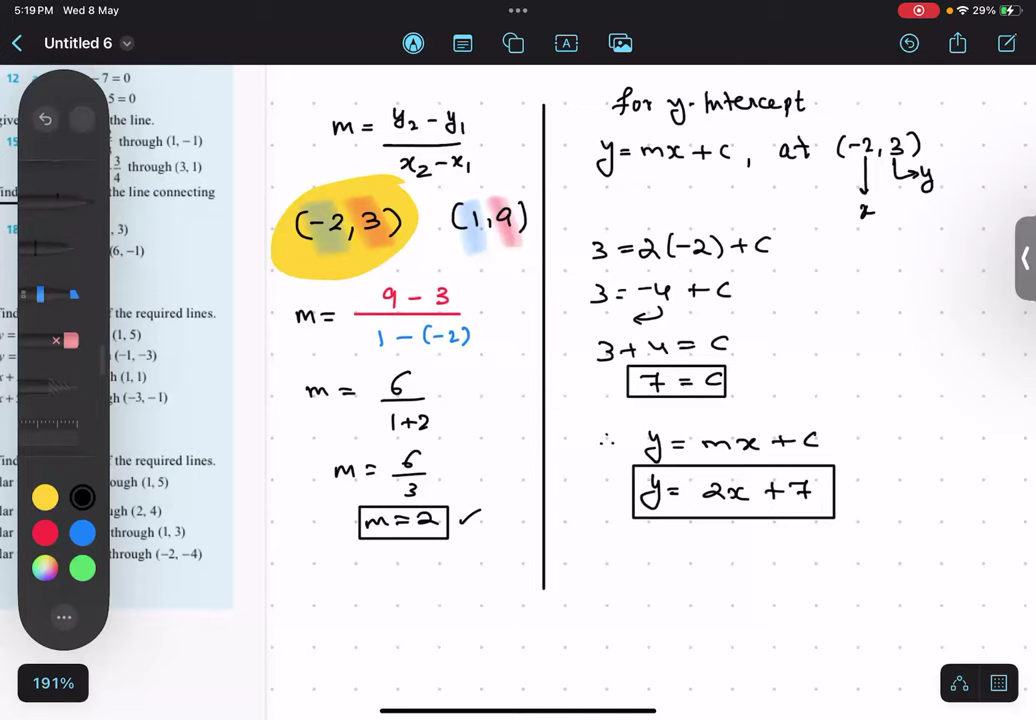 5:19 PM Wed 8 May
29%
Untitled 6
12
- 7 = 0
5 = 0
the line.
15
through (1, −1)
3/4 through (3, 1)
the line connecting
18
, 3)
(6, −1)
f the required lines.
(1, 5)
(−1, −3)
(1, 1)
gh (−3, −1)
f the required lines.
ough (1, 5)
ugh (2, 4)
through (1, 3)
through (−2, −4)
191%
m = y₂ - y₁ / x₂ - x₁
(-2, 3) (1, 9)
m = 9 - 3 / 1 - (-2)
m = 6 / 1+2
m = 6 / 3
m = 2 ✓
for y-Intercept
y = mx + c, at (-2, 3)
y
x
3 = 2(-2) + c
3 = -4 + c
3 + 4 = c
7 = c
∴ y = mx + c
y = 2x + 7